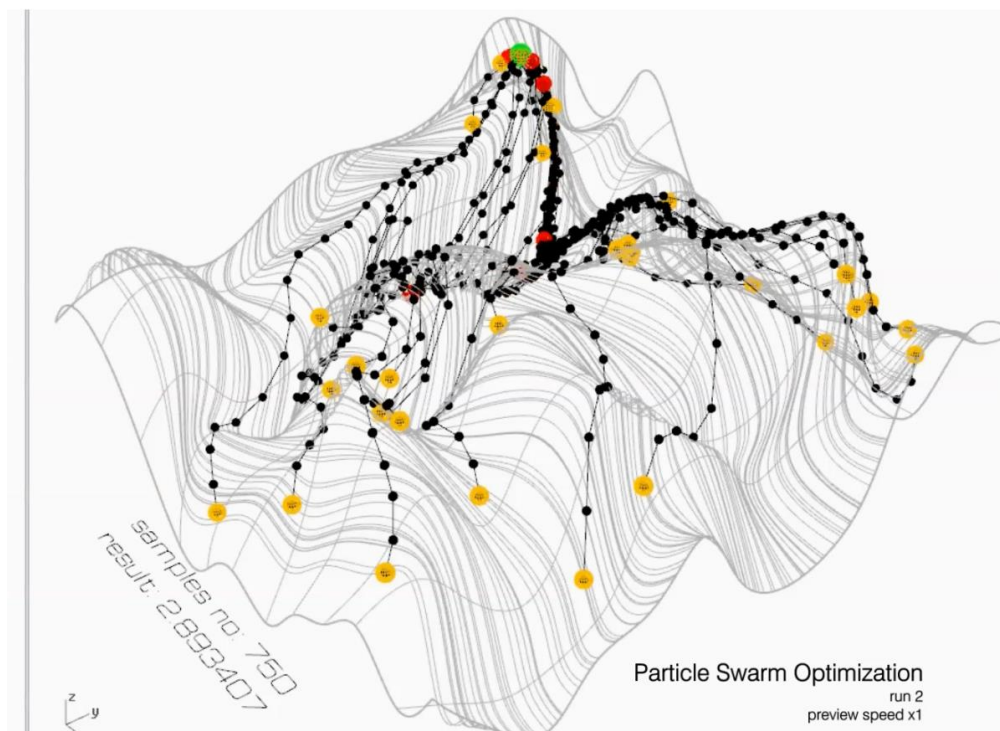 samples no: 750
result: 2.893407
Particle Swarm Optimization
run 2
preview speed x1
z
y